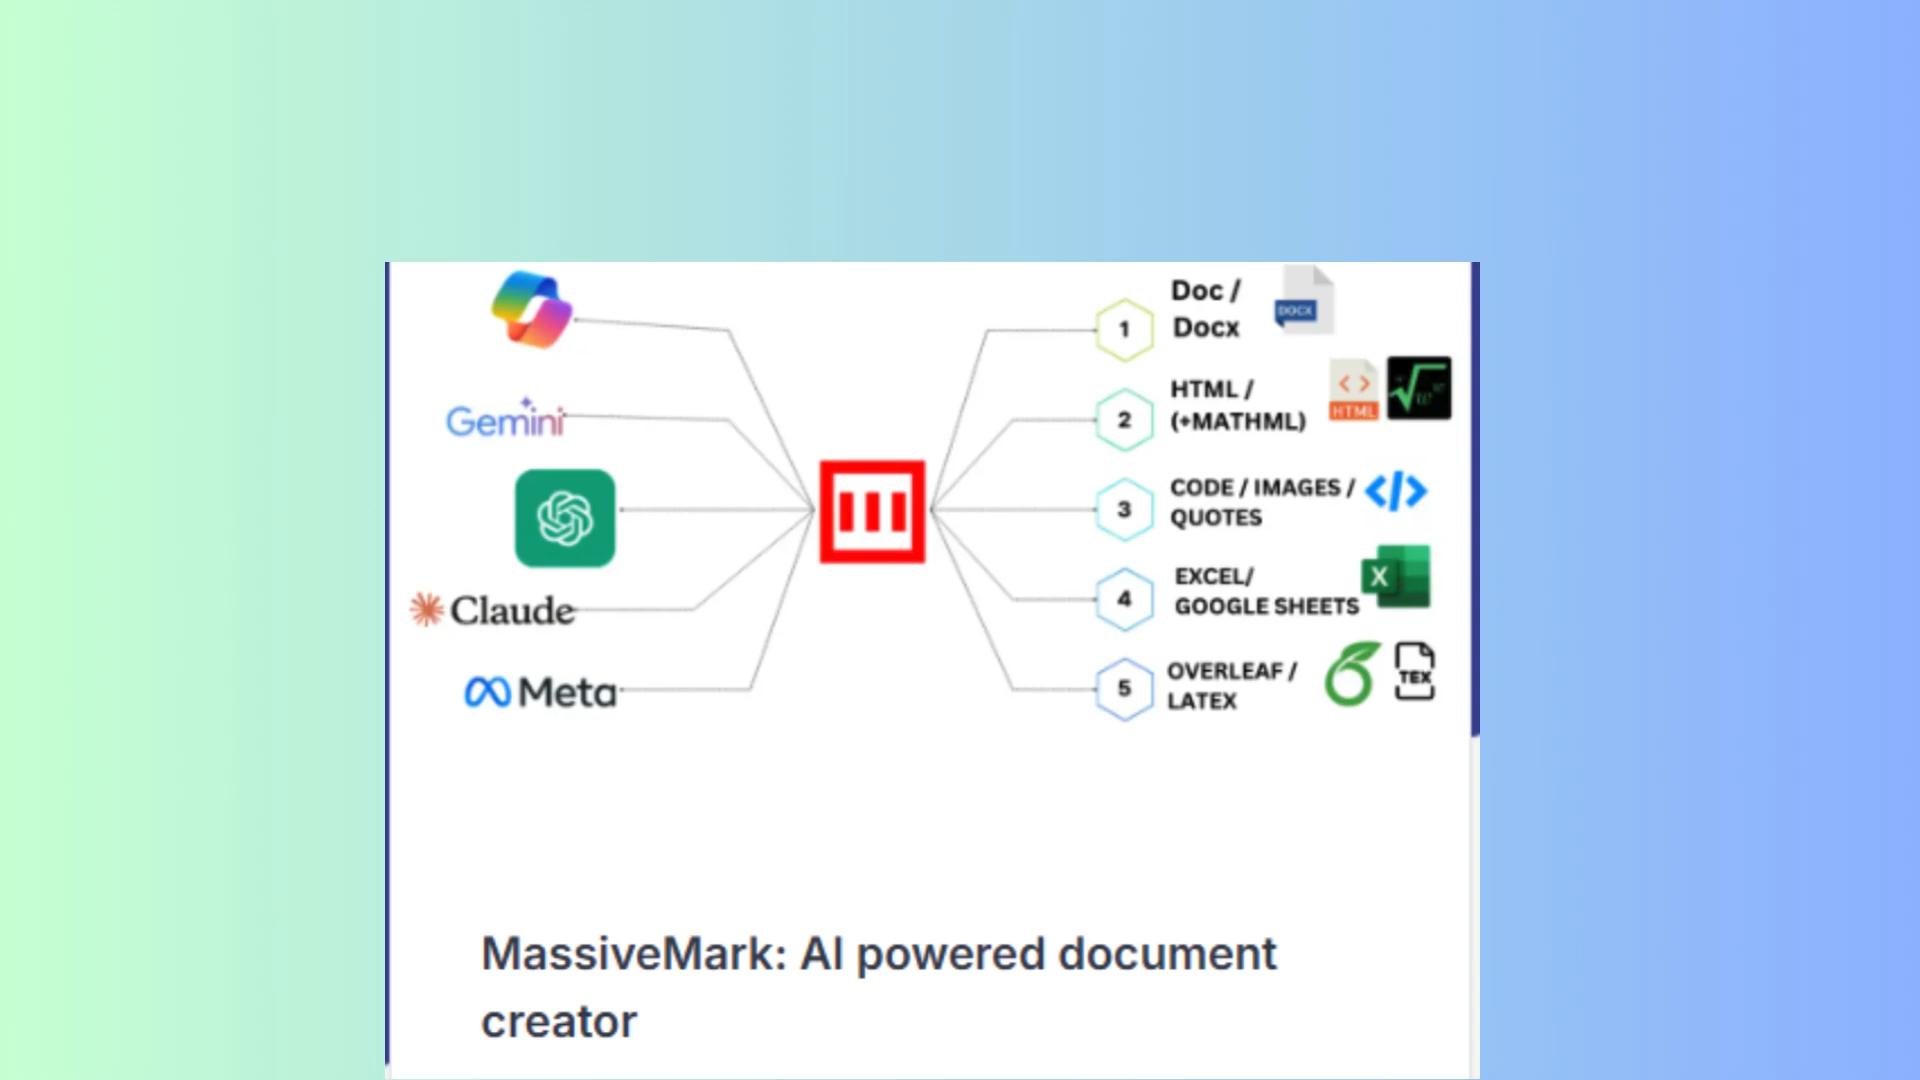 Gemini
Claude
Meta
1
Doc /
Docx
DOCX
2
HTML /
(+MATHML)
HTML
3
CODE / IMAGES /
QUOTES
</>
4
EXCEL/
GOOGLE SHEETS
X
5
OVERLEAF /
LATEX
TEX
MassiveMark: AI powered document
creator